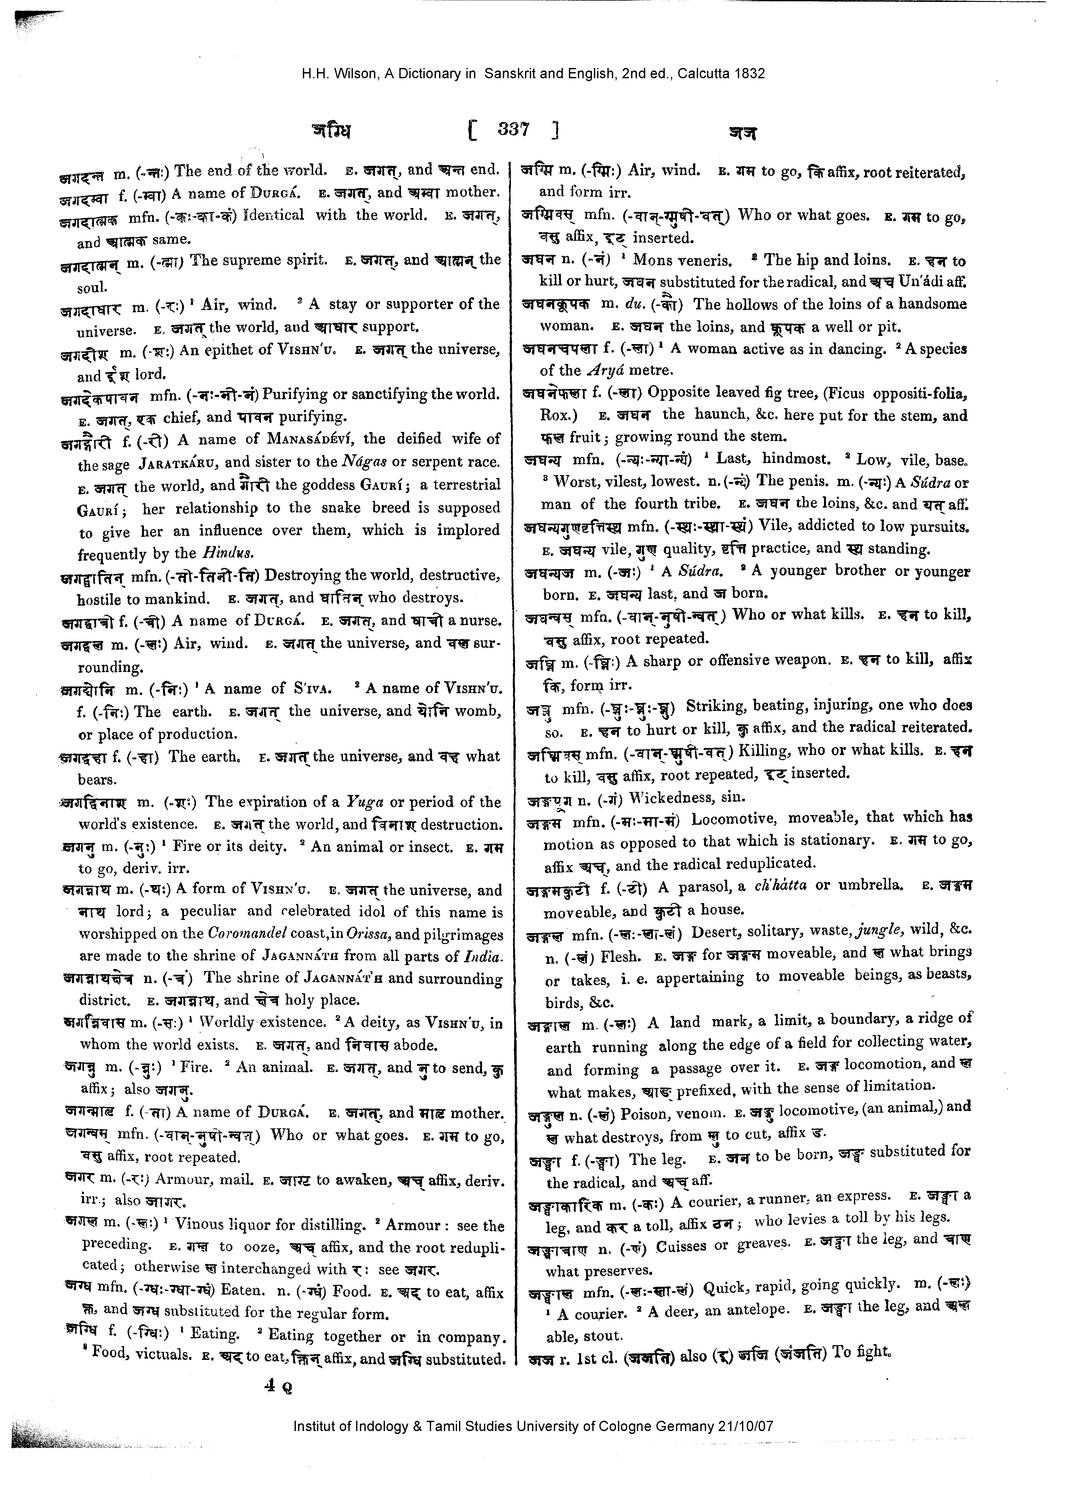 H.H. Wilson, A Dictionary in Sanskrit and English, 2nd ed., Calcutta 1832
जग्धि [ 337 ] जज
जगदन्त m. (-न्तः) The end of the world. E. जगत्, and अन्त end.
जगदम्बा f. (-म्बा) A name of DURGÁ. E. जगत्, and अम्बा mother.
जगदात्मक mfn. (-कः-का-कं) Identical with the world. E. जगत्,
and आत्मक same.
जगदात्मन् m. (-त्मा) The supreme spirit. E. जगत्, and आत्मन् the
soul.
जगदाधार m. (-रः) ¹ Air, wind. ² A stay or supporter of the
universe. E. जगत् the world, and आधार support.
जगदीश m. (-शः) An epithet of VISHN'U. E. जगत् the universe,
and ईश lord.
जगदेकपावन mfn. (-नः-नी-नं) Purifying or sanctifying the world.
E. जगत्, एक chief, and पावन purifying.
जगद्गौरी f. (-री) A name of MANASÁDÉVÍ, the deified wife of
the sage JARATKÁRU, and sister to the Nágas or serpent race.
E. जगत् the world, and गौरी the goddess GAURÍ; a terrestrial
GAURÍ; her relationship to the snake breed is supposed
to give her an influence over them, which is implored
frequently by the Hindus.
जगद्घातिन् mfn. (-ती-तिनी-ति) Destroying the world, destructive,
hostile to mankind. E. जगत्, and घातिन् who destroys.
जगद्धात्री f. (-त्री) A name of DURGÁ. E. जगत्, and धात्री a nurse.
जगद्बल m. (-लः) Air, wind. E. जगत् the universe, and बल sur-
rounding.
जगद्योनि m. (-निः) ¹ A name of S'IVA. ² A name of VISHN'U.
f. (-निः) The earth. E. जगत् the universe, and योनि womb,
or place of production.
जगद्वहा f. (-हा) The earth. E. जगत् the universe, and वह what
bears.
जगद्विनाश m. (-शः) The expiration of a Yuga or period of the
world's existence. E. जगत् the world, and विनाश destruction.
जगनु m. (-नुः) ¹ Fire or its deity. ² An animal or insect. E. गम
to go, deriv. irr.
जगन्नाथ m. (-थः) A form of VISHN'U. E. जगत् the universe, and
नाथ lord; a peculiar and celebrated idol of this name is
worshipped on the Coromandel coast, in Orissa, and pilgrimages
are made to the shrine of JAGANNÁTH from all parts of India.
जगन्नाथक्षेत्र n. (-त्रं) The shrine of JAGANNÁT'H and surrounding
district. E. जगन्नाथ, and क्षेत्र holy place.
जगन्निवास m. (-सः) ¹ Worldly existence. ² A deity, as VISHN'U, in
whom the world exists. E. जगत्, and निवास abode.
जगन्नु m. (-न्नुः) ¹ Fire. ² An animal. E. जगत्, and नु to send, कु
affix; also जगनु.
जगन्मातृ f. (-ता) A name of DURGÁ. E. जगत्, and मातृ mother.
जगन्वस् mfn. (-वान्-नुषी-न्वत्) Who or what goes. E. गम to go,
वसु affix, root repeated.
जगर m. (-रः) Armour, mail. E. जागृ to awaken, अच् affix, deriv.
irr.; also जागर.
जगल m. (-लः) ¹ Vinous liquor for distilling. ² Armour: see the
preceding. E. गल to ooze, अच् affix, and the root redupli-
cated; otherwise ल interchanged with र: see जगर.
जग्ध mfn. (-ग्धः-ग्धा-ग्धं) Eaten. n. (-ग्धं) Food. E. अद to eat, affix
क्त, and जग्ध substituted for the regular form.
जग्धि f. (-ग्धिः) ¹ Eating. ² Eating together or in company.
³ Food, victuals. E. अद to eat, क्तिन् affix, and जग्धि substituted.
जग्मि m. (-ग्मिः) Air, wind. E. गम to go, कि affix, root reiterated,
and form irr.
जग्मिवस् mfn. (-वान्-ग्मुषी-वत्) Who or what goes. E. गम to go,
वसु affix, इट् inserted.
जघन n. (-नं) ¹ Mons veneris. ² The hip and loins. E. हन to
kill or hurt, जघन substituted for the radical, and अच Un'ádi aff.
जघनकूपक m. du. (-कौ) The hollows of the loins of a handsome
woman. E. जघन the loins, and कूपक a well or pit.
जघनचपला f. (-ला) ¹ A woman active as in dancing. ² A species
of the Aryá metre.
जघनेफला f. (-ला) Opposite leaved fig tree, (Ficus oppositi-folia,
Rox.) E. जघन the haunch, &c. here put for the stem, and
फल fruit; growing round the stem.
जघन्य mfn. (-न्यः-न्या-न्यं) ¹ Last, hindmost. ² Low, vile, base.
³ Worst, vilest, lowest. n. (-न्यं) The penis. m. (-न्यः) A Súdra or
man of the fourth tribe. E. जघन the loins, &c. and यत् aff.
जघन्यगुणवृत्तिस्थ mfn. (-स्थः-स्था-स्थं) Vile, addicted to low pursuits.
E. जघन्य vile, गुण quality, वृत्ति practice, and स्थ standing.
जघन्यज m. (-जः) ¹ A Súdra. ² A younger brother or younger
born. E. जघन्य last, and ज born.
जघन्वस् mfn. (-वान्-नुषी-न्वत्) Who or what kills. E. हन to kill,
वसु affix, root repeated.
जघ्नि m. (-घ्निः) A sharp or offensive weapon. E. हन to kill, affix
कि, form irr.
जघ्नु mfn. (-घ्नुः-घ्नुः-घ्नु) Striking, beating, injuring, one who does
so. E. हन to hurt or kill, कु affix, and the radical reiterated.
जघ्निवस् mfn. (-वान्-घ्नुषी-वत्) Killing, who or what kills. E. हन
to kill, वसु affix, root repeated, इट् inserted.
जङ्गपूग n. (-गं) Wickedness, sin.
जङ्गम mfn. (-मः-मा-मं) Locomotive, moveable, that which has
motion as opposed to that which is stationary. E. गम to go,
affix अच्, and the radical reduplicated.
जङ्गमकुटी f. (-टी) A parasol, a ch'hátta or umbrella. E. जङ्गम
moveable, and कुटी a house.
जङ्गल mfn. (-लः-ला-लं) Desert, solitary, waste, jungle, wild, &c.
n. (-लं) Flesh. E. जङ्ग for जङ्गम moveable, and ल what brings
or takes, i. e. appertaining to moveable beings, as beasts,
birds, &c.
जङ्गाल m. (-लः) A land mark, a limit, a boundary, a ridge of
earth running along the edge of a field for collecting water,
and forming a passage over it. E. जङ्ग locomotion, and ल
what makes, आङ् prefixed, with the sense of limitation.
जङ्गुल n. (-लं) Poison, venom. E. जङ्गु locomotive, (an animal,) and
ल what destroys, from लू to cut, affix ड.
जङ्घा f. (-ङ्घा) The leg. E. जन to be born, जङ्घ substituted for
the radical, and अच् aff.
जङ्घाकारिक m. (-कः) A courier, a runner, an express. E. जङ्घा a
leg, and कर a toll, affix ठन; who levies a toll by his legs.
जङ्घात्राण n. (-णं) Cuisses or greaves. E. जङ्घा the leg, and त्राण
what preserves.
जङ्घाल mfn. (-लः-ला-लं) Quick, rapid, going quickly. m. (-लः)
¹ A courier. ² A deer, an antelope. E. जङ्घा the leg, and अल
able, stout.
जज r. 1st cl. (जजति) also (इ) जजि (जंजति) To fight.
4 Q
Institut of Indology & Tamil Studies University of Cologne Germany 21/10/07